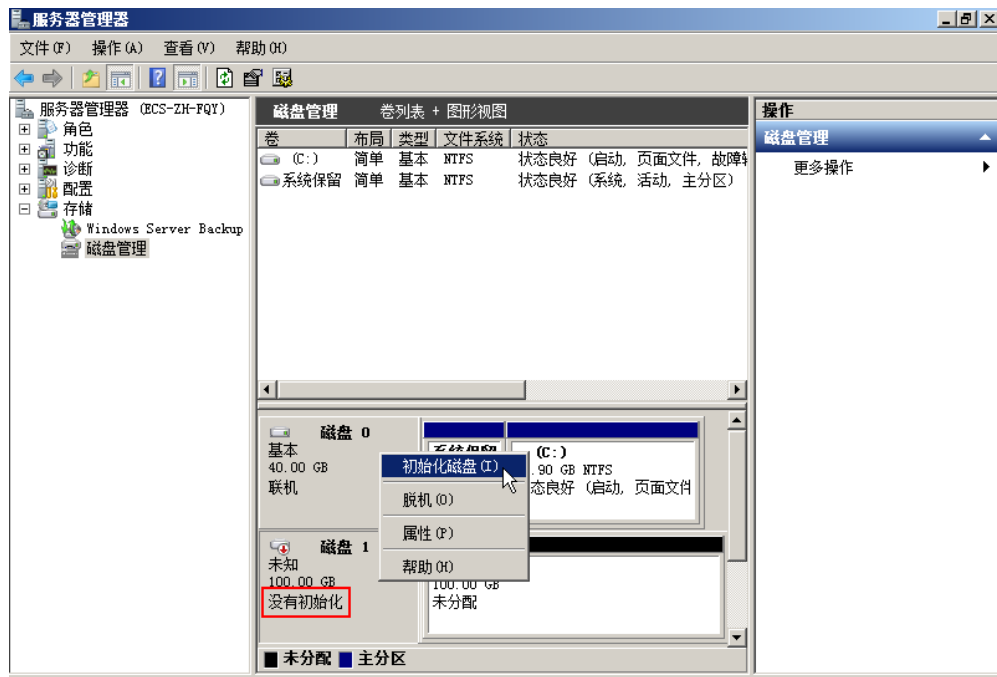 服务器管理器
文件(F) 操作(A) 查看(V) 帮助(H)
服务器管理器 (ECS-ZH-FQY)
角色
功能
诊断
配置
存储
Windows Server Backup
磁盘管理
磁盘管理 卷列表 + 图形视图
卷 布局 类型 文件系统 状态
(C:) 简单 基本 NTFS 状态良好 (启动, 页面文件, 故障
系统保留 简单 基本 NTFS 状态良好 (系统, 活动, 主分区)
磁盘 0
基本
40.00 GB
联机
系统保留
(C:)
.90 GB NTFS
态良好 (启动, 页面文件
初始化磁盘(I)
脱机(O)
属性(P)
帮助(H)
磁盘 1
未知
100.00 GB
没有初始化
100.00 GB
未分配
未分配 主分区
操作
磁盘管理
更多操作